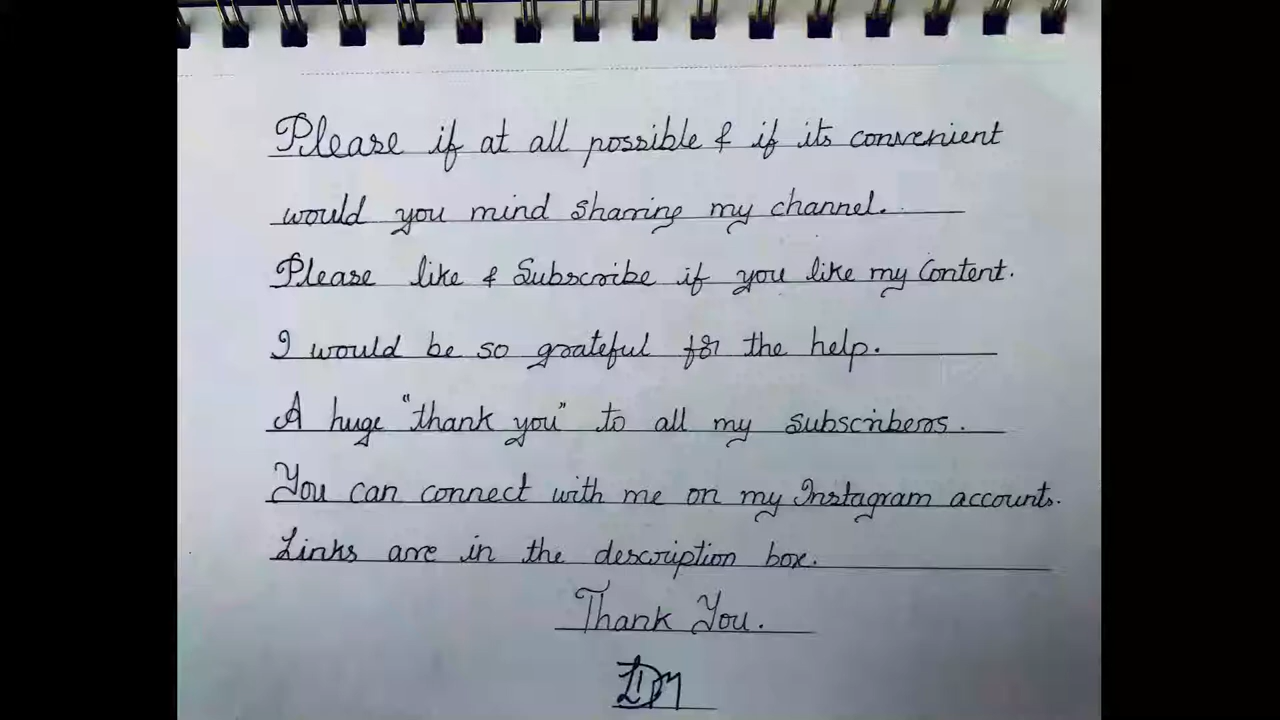 Please if at all possible & if its convenient
would you mind sharing my channel.
Please like & Subscribe if you like my Content.
I would be so grateful for the help.
A huge "thank you" to all my subscribers.
You can connect with me on my Instagram accounts.
Links are in the description box.
Thank You.